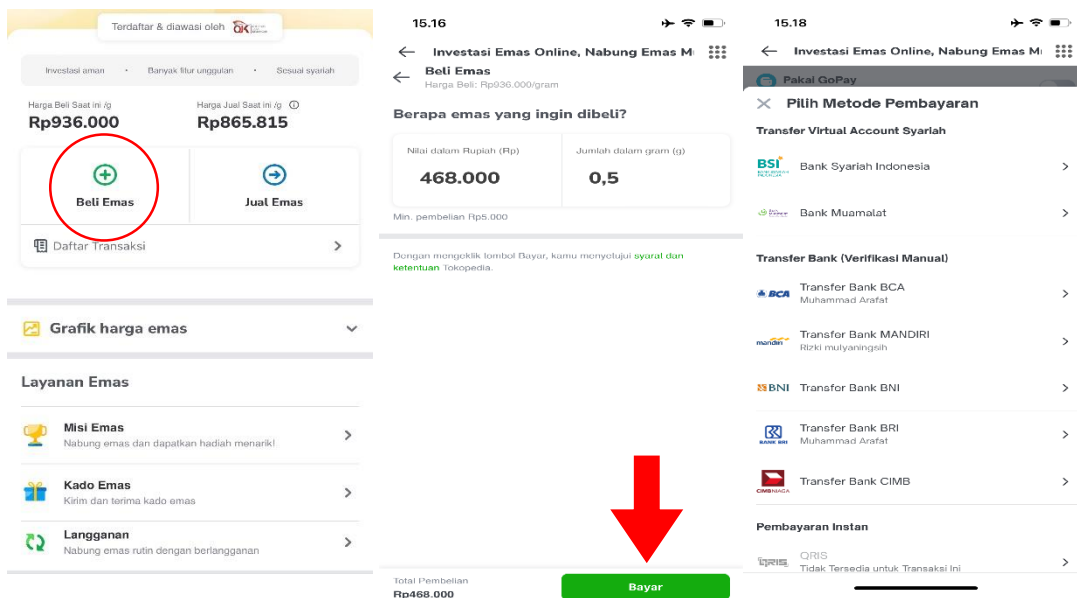 Terdaftar & diawasi oleh OJK
Investasi aman • Banyak fitur unggulan • Sesuai syariah
Harga Beli Saat ini /g
Rp936.000
Harga Jual Saat ini /g
Rp865.815
Beli Emas
Jual Emas
Daftar Transaksi
Grafik harga emas
Layanan Emas
Misi Emas
Nabung emas dan dapatkan hadiah menarik!
Kado Emas
Kirim dan terima kado emas
Langganan
Nabung emas rutin dengan berlangganan
15.16
Investasi Emas Online, Nabung Emas M
Beli Emas
Harga Beli: Rp936.000/gram
Berapa emas yang ingin dibeli?
Nilai dalam Rupiah (Rp)
468.000
Jumlah dalam gram (g)
0,5
Min. pembelian Rp5.000
Dengan mengeklik tombol Bayar, kamu menyetujui syarat dan
ketentuan Tokopedia.
Total Pembelian
Rp468.000
Bayar
15.18
Investasi Emas Online, Nabung Emas M
Pakai GoPay
Pilih Metode Pembayaran
Transfer Virtual Account Syariah
BSI
Bank Syariah Indonesia
Bank Muamalat
Transfer Bank (Verifikasi Manual)
BCA
Transfer Bank BCA
Muhammad Arafat
mandiri
Transfer Bank MANDIRI
Rizki mulyaningsih
BNI
Transfer Bank BNI
BANK BRI
Transfer Bank BRI
Muhammad Arafat
CIMBNIAGA
Transfer Bank CIMB
Pembayaran Instan
QRIS
QRIS
Tidak Tersedia untuk Transaksi Ini